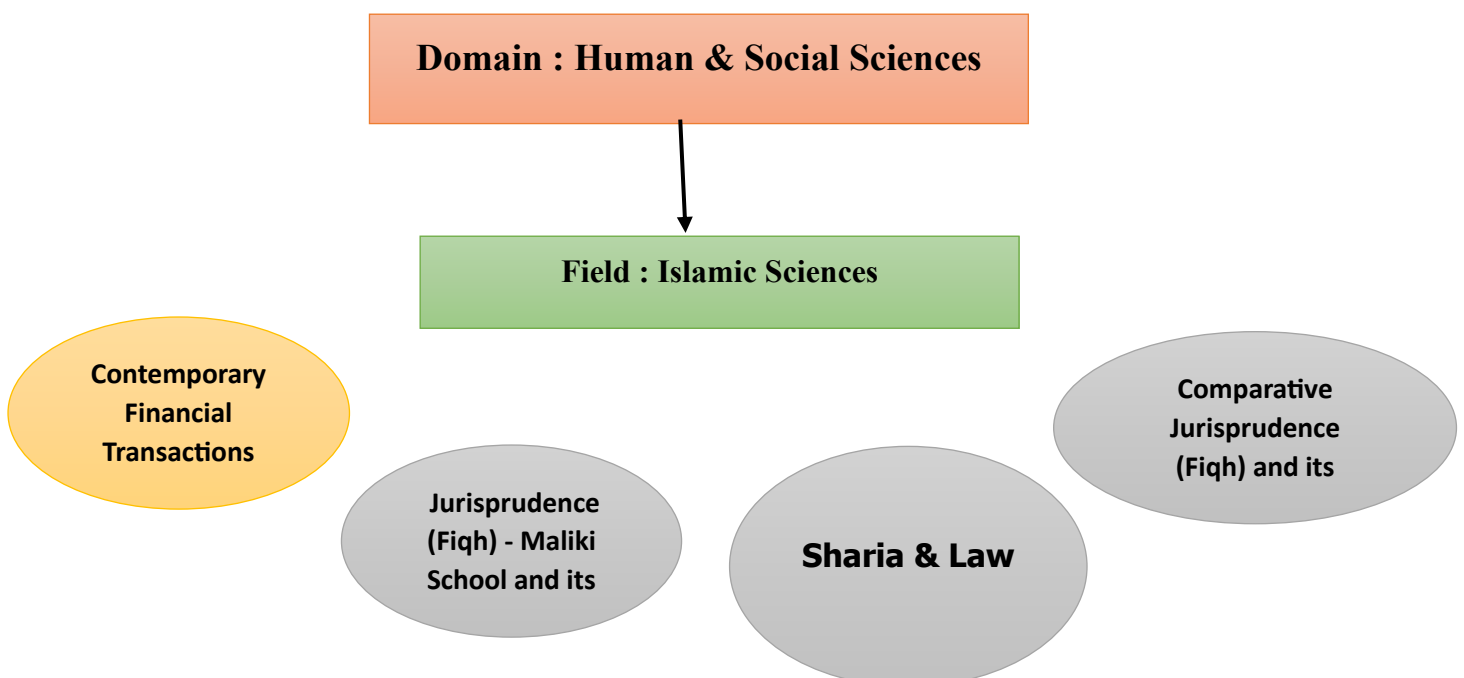 Domain : Human & Social Sciences
Field : Islamic Sciences
Contemporary
Financial
Transactions
Jurisprudence
(Fiqh) - Maliki
School and its
Sharia & Law
Comparative
Jurisprudence
(Fiqh) and its